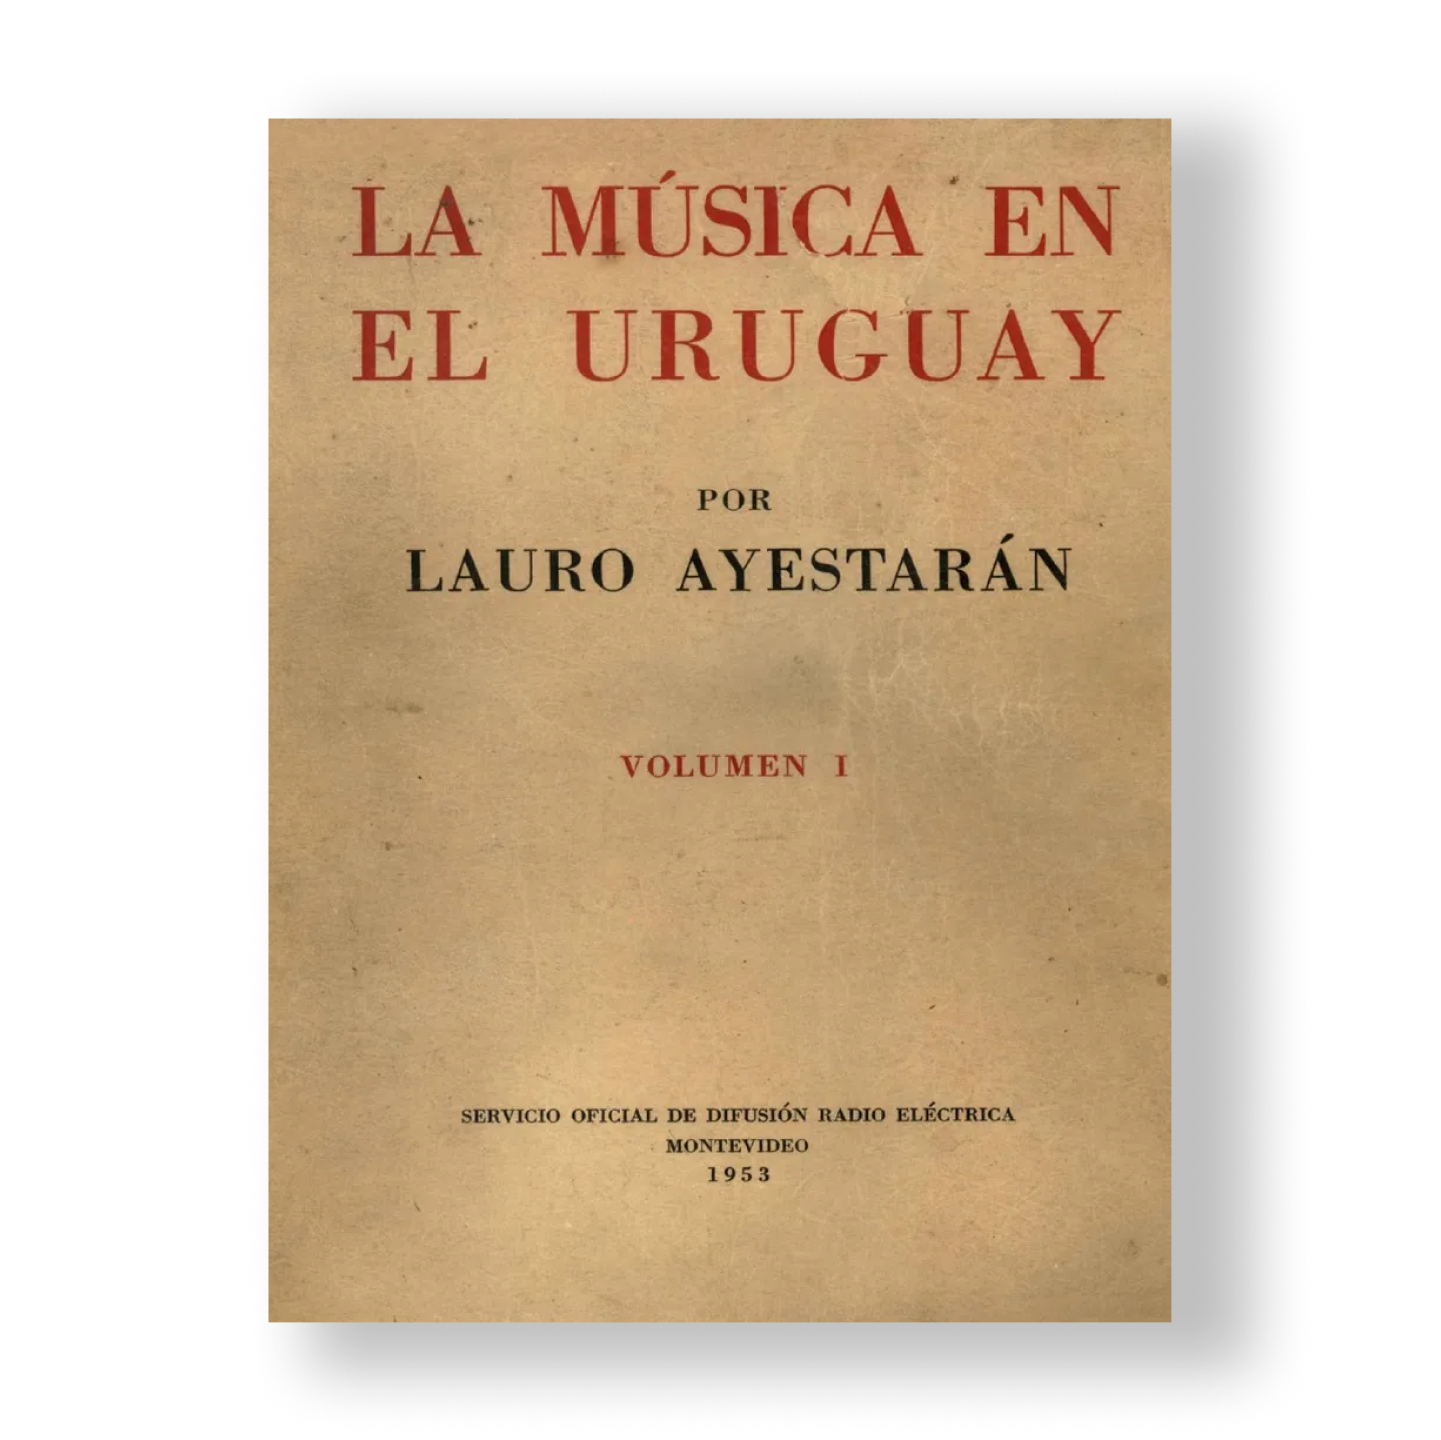 LA MÚSICA EN
EL URUGUAY
POR
LAURO AYESTARÁN
VOLUMEN I
SERVICIO OFICIAL DE DIFUSIÓN RADIO ELÉCTRICA
MONTEVIDEO
1953